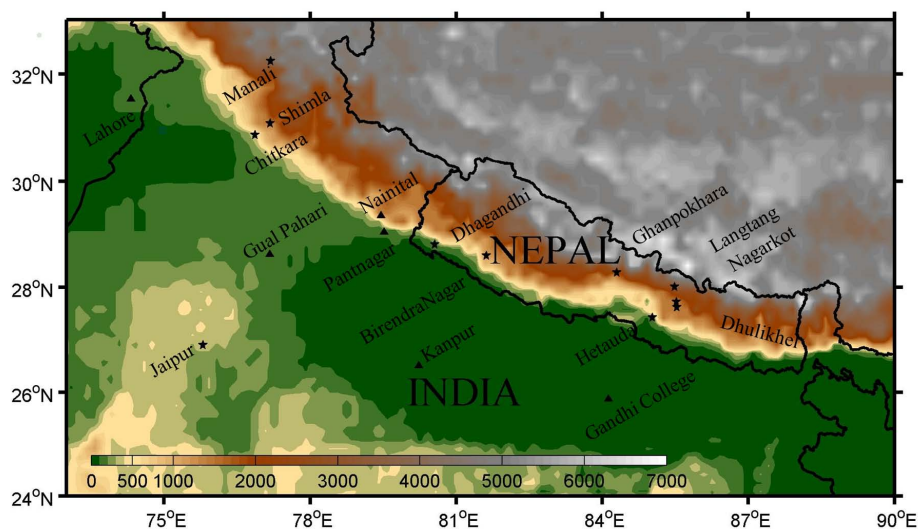 32°N
30°N
28°N
26°N
24°N
Manali
Shimla
Lahore
Chitkara
Nainital
Gual Pahari
Dhagandhi
Ghanpokhara
Pantnagar
NEPAL
Langtang
Nagarkot
BirendraNagar
Dhulikhel
Jaipur
Kanpur
Hetauda
INDIA
Gandhi College
0 500 1000 2000 3000 4000 5000 6000 7000
75°E 78°E 81°E 84°E 87°E 90°E